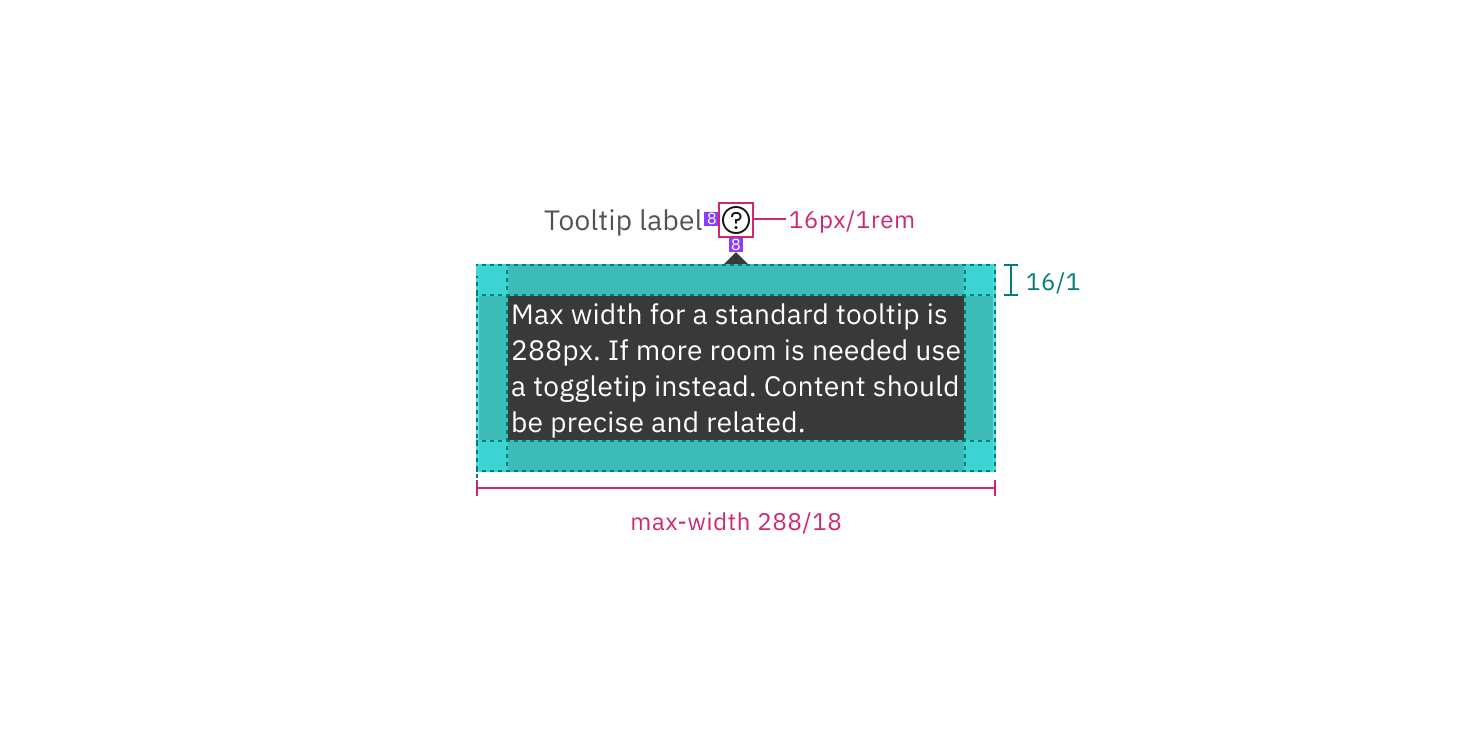 Tooltip label 8 ? 16px/1rem
8
16/1
Max width for a standard tooltip is
288px. If more room is needed use
a toggletip instead. Content should
be precise and related.
max-width 288/18